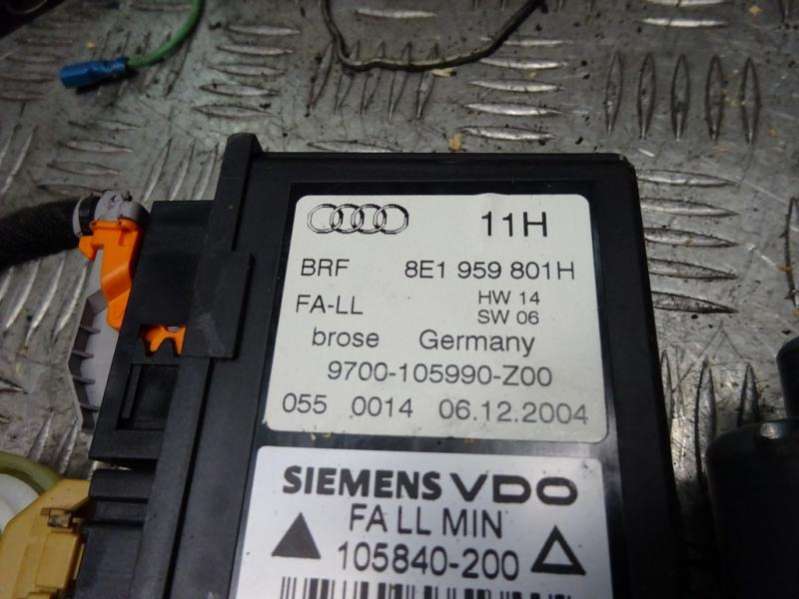 11H
BRF 8E1 959 801H
FA-LL HW 14
SW 06
brose Germany
9700-105990-Z00
055 0014 06.12.2004
SIEMENS VDO
FA LL MIN
105840-200